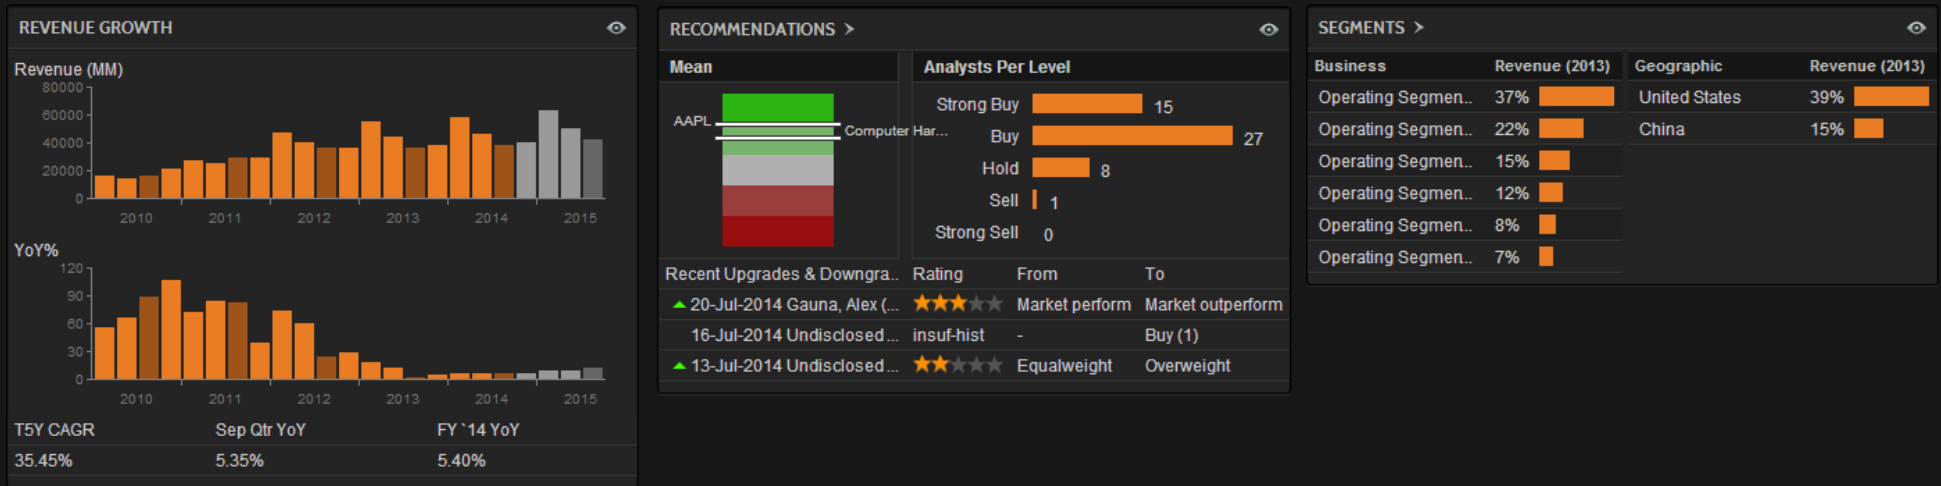 REVENUE GROWTH
Revenue (MM)
80000
60000
40000
20000
0
2010 2011 2012 2013 2014 2015
YoY%
120
90
60
30
0
2010 2011 2012 2013 2014 2015
T5Y CAGR Sep Qtr YoY FY `14 YoY
35.45% 5.35% 5.40%
RECOMMENDATIONS
Mean
AAPL
Computer Har...
Analysts Per Level
Strong Buy 15
Buy 27
Hold 8
Sell 1
Strong Sell 0
Recent Upgrades & Downgra... Rating From To
20-Jul-2014 Gauna, Alex (... Market perform Market outperform
16-Jul-2014 Undisclosed ... insuf-hist - Buy (1)
13-Jul-2014 Undisclosed ... Equalweight Overweight
SEGMENTS
Business Revenue (2013)
Operating Segmen... 37%
Operating Segmen... 22%
Operating Segmen... 15%
Operating Segmen... 12%
Operating Segmen... 8%
Operating Segmen... 7%
Geographic Revenue (2013)
United States 39%
China 15%